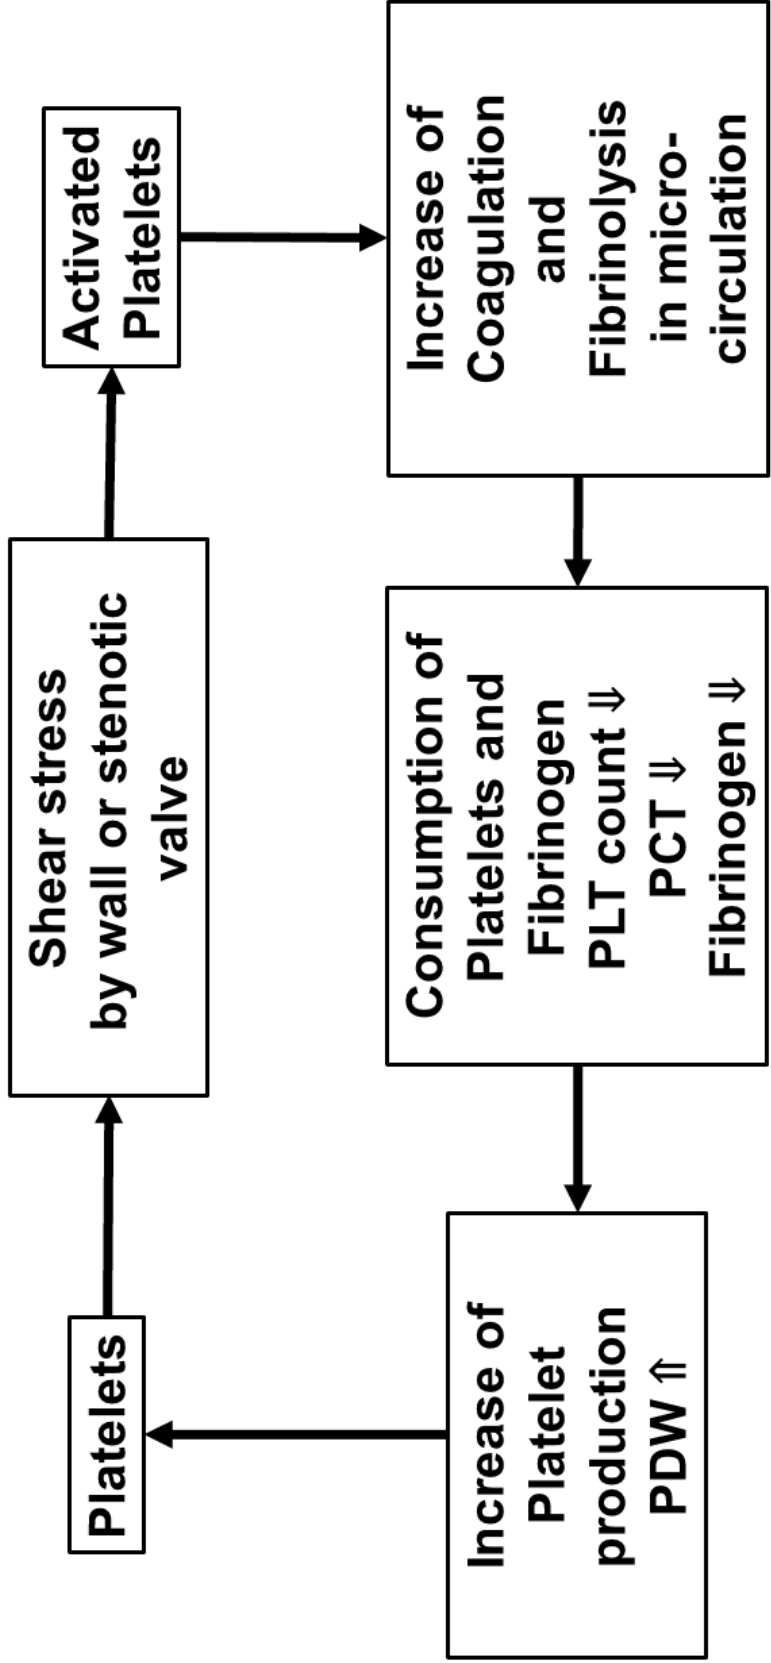 Platelets
Shear stress
by wall or stenotic
valve
Activated
Platelets
Increase of
Coagulation
and
Fibrinolysis
in micro-
circulation
Consumption of
Platelets and
Fibrinogen
PLT count ⇓
PCT ⇓
Fibrinogen ⇓
Increase of
Platelet
production
PDW ⇑